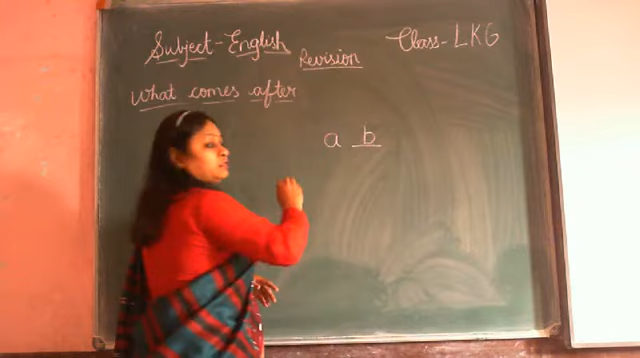 Subject-English
Revision
Class-LKG
What comes after
a b